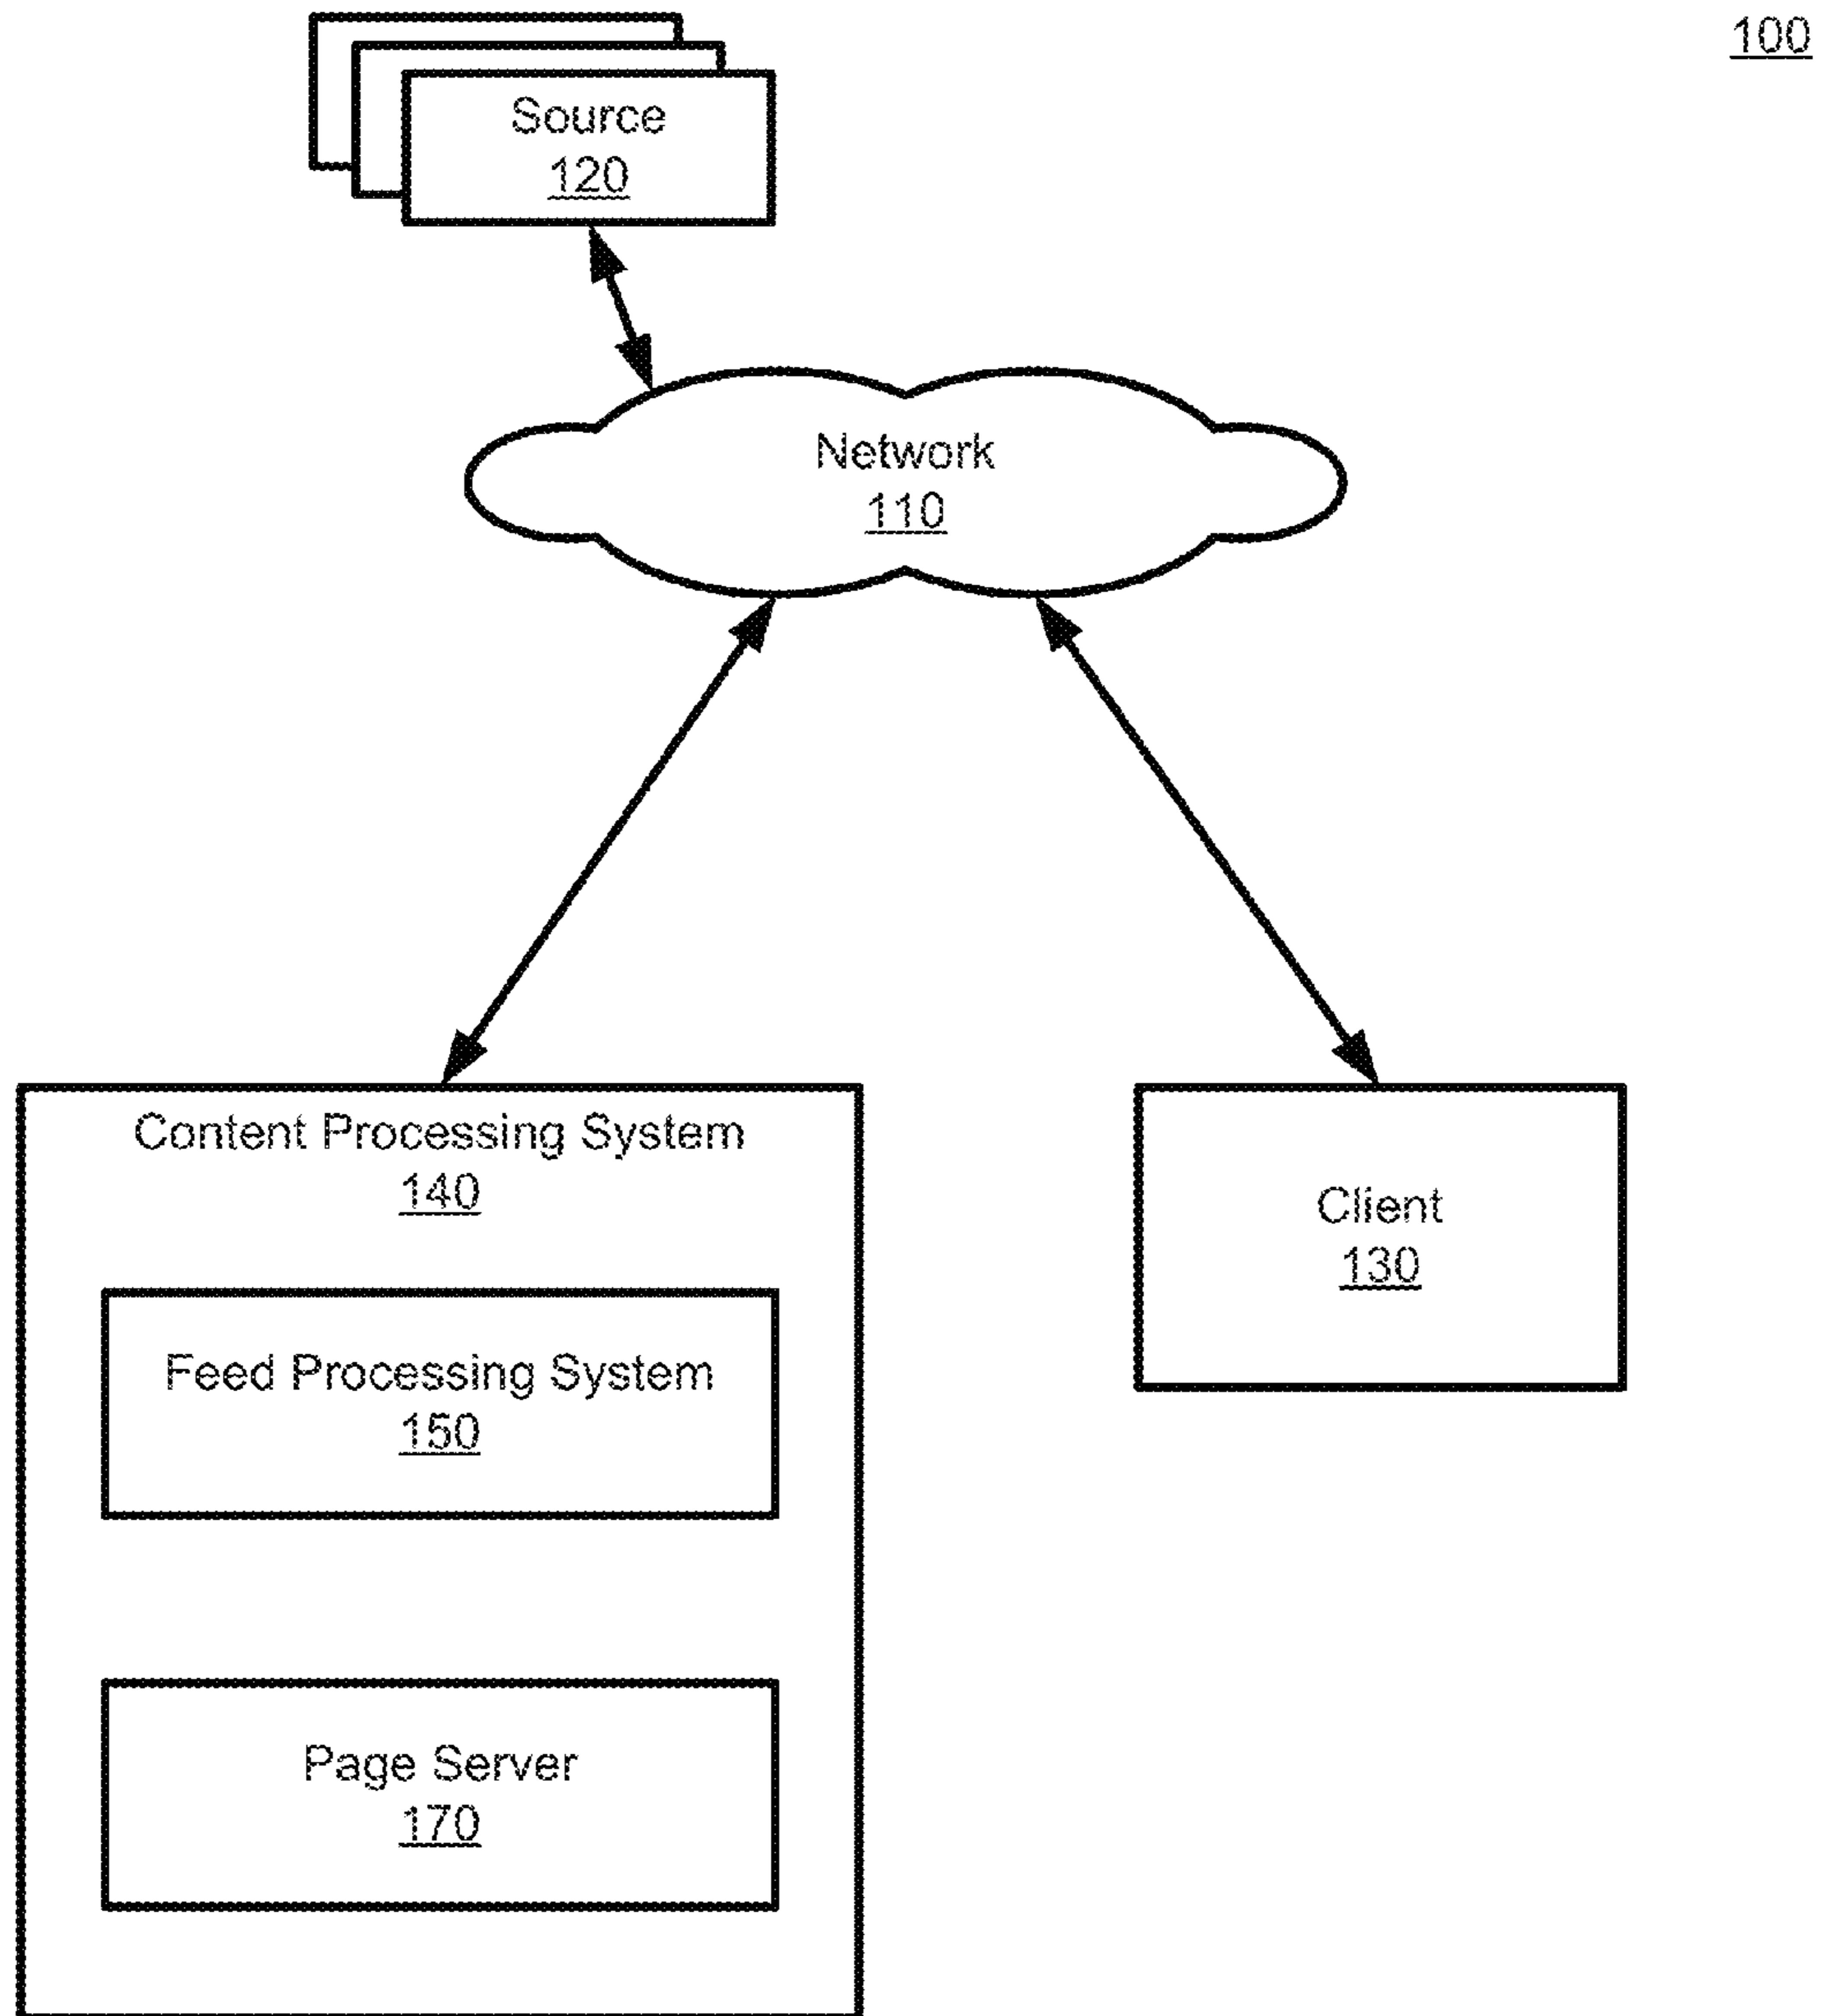 100
Source
120
Network
110
Content Processing System
140
Client
130
Feed Processing System
150
Page Server
170